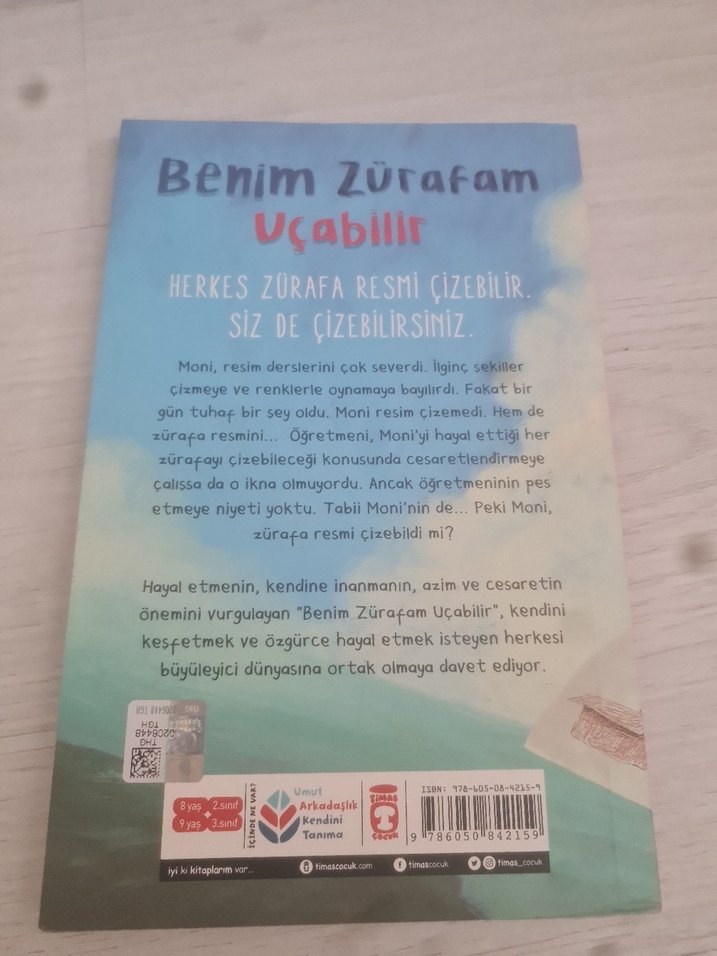 Benim Zürafam
Uçabilir
HERKES ZÜRAFA RESMİ ÇİZEBİLİR.
SİZ DE ÇİZEBİLİRSİNİZ.
Moni, resim derslerini çok severdi. İlginç şekiller
çizmeye ve renklerle oynamaya bayılırdı. Fakat bir
gün tuhaf bir şey oldu. Moni resim çizemedi. Hem de
zürafa resmini... Öğretmeni, Moni'yi hayal ettiği her
zürafayı çizebileceği konusunda cesaretlendirmeye
çalışsa da o ikna olmuyordu. Ancak öğretmeninin pes
etmeye niyeti yoktu. Tabii Moni'nin de... Peki Moni,
zürafa resmi çizebildi mi?
Hayal etmenin, kendine inanmanın, azim ve cesaretin
önemini vurgulayan "Benim Zürafam Uçabilir", kendini
keşfetmek ve özgürce hayal etmek isteyen herkesi
büyüleyici dünyasına ortak olmaya davet ediyor.
THG
0206448 TGH
THG
0206448
TGH
8 yaş 2.sınıf
9 yaş 3.sınıf
İÇİNDE NE VAR?
Umut
Arkadaşlık
Kendini
Tanıma
TİMAŞ
ÇOCUK
ISBN: 978-605-08-4215-9
9 786050 842159
iyi ki kitaplarım var...
timascocuk.com
timascocuk
timas_cocuk